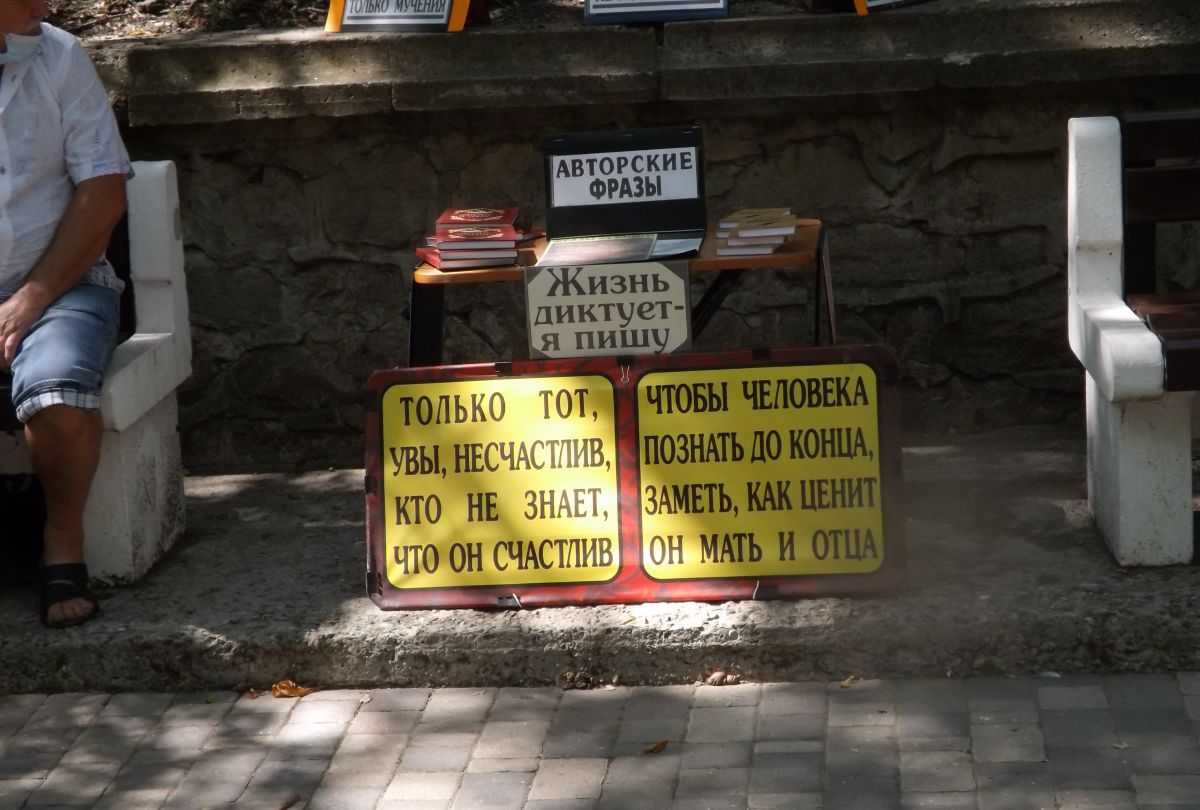 ТОЛЬКО МУЧЕНИЯ
АВТОРСКИЕ
ФРАЗЫ
Жизнь
диктует-
я пишу
ТОЛЬКО ТОТ,
УВЫ, НЕСЧАСТЛИВ,
КТО НЕ ЗНАЕТ,
ЧТО ОН СЧАСТЛИВ
ЧТОБЫ ЧЕЛОВЕКА
ПОЗНАТЬ ДО КОНЦА,
ЗАМЕТЬ, КАК ЦЕНИТ
ОН МАТЬ И ОТЦА